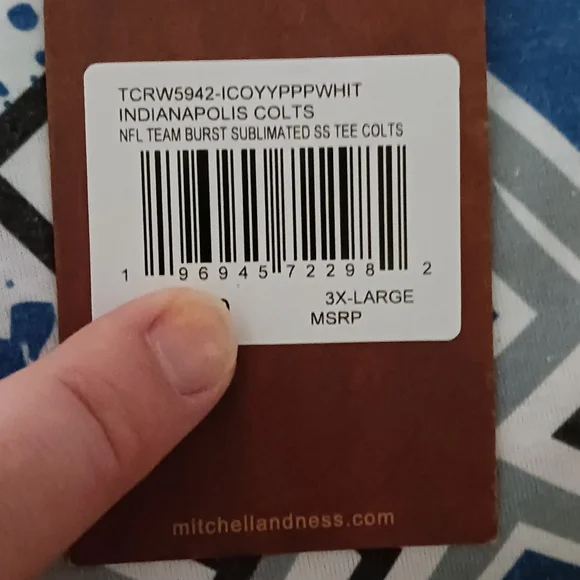 TCRW5942-ICOYYPPPWHIT
INDIANAPOLIS COLTS
NFL TEAM BURST SUBLIMATED SS TEE COLTS
1 96945 72298 2
3X-LARGE
MSRP
mitchellandness.com